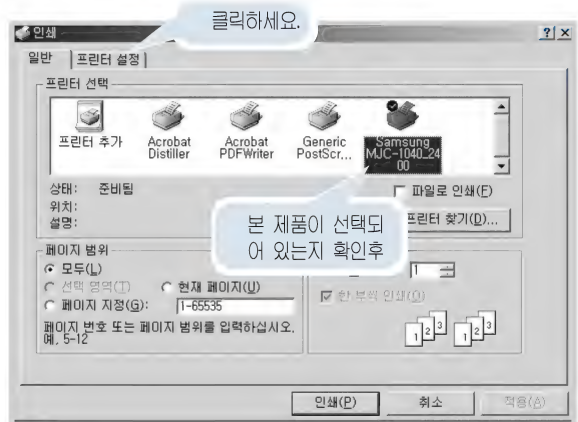 클릭하세요.
인쇄
일반 프린터 설정
프린터 선택
프린터 추가
Acrobat
Distiller
Acrobat
PDFWriter
Generic
PostScr...
Samsung
MJC-1040_24
00
상태: 준비됨
위치:
설명:
파일로 인쇄(F)
프린터 찾기(D)...
본 제품이 선택되
어 있는지 확인후
페이지 범위
모두(L)
선택 영역(T) 현재 페이지(U)
페이지 지정(G): 1-65535
페이지 번호 또는 페이지 범위를 입력하십시오.
예, 5-12
1
한 부씩 인쇄(O)
1 2 3 1 2 3
인쇄(P) 취소 적용(A)